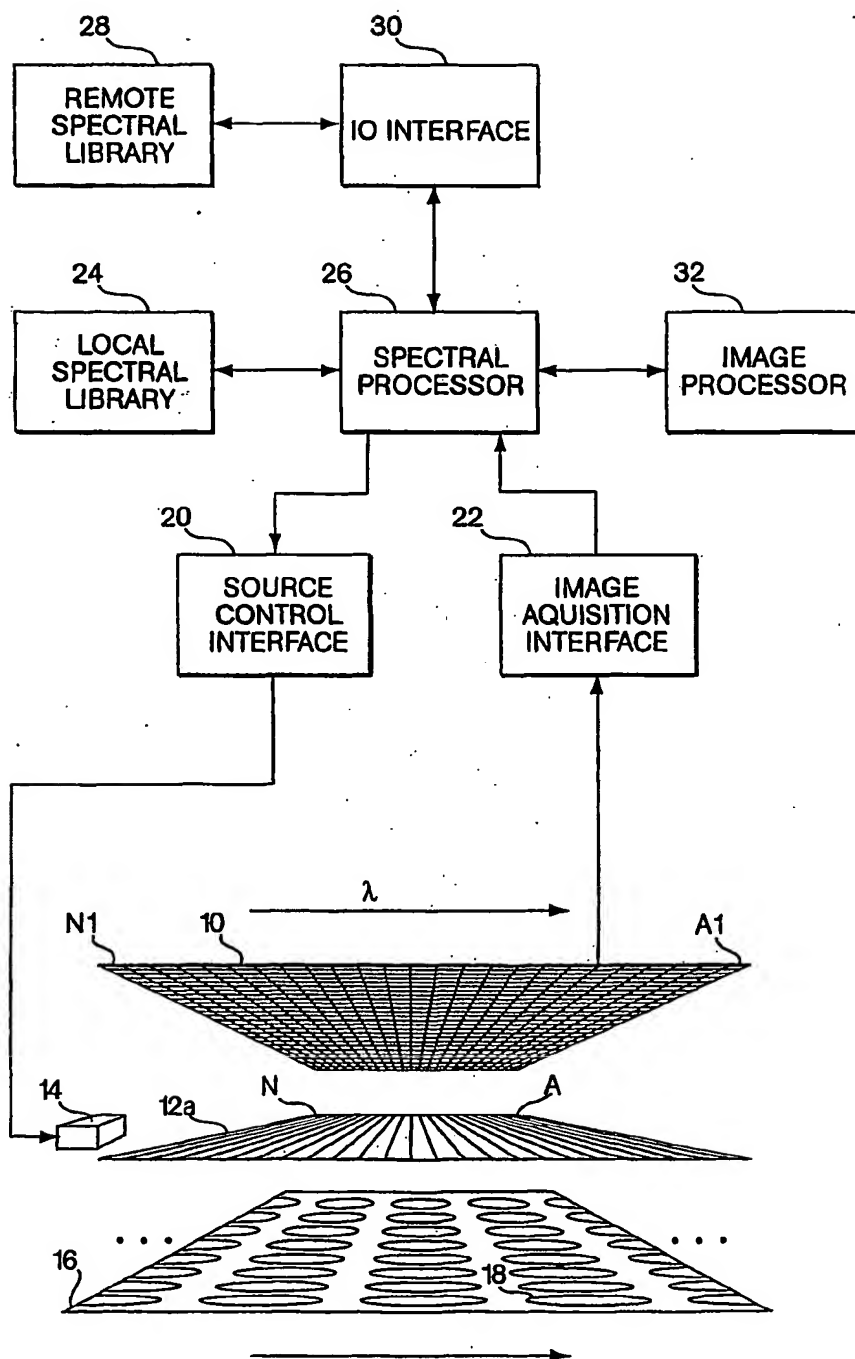 28
30
REMOTE
SPECTRAL
LIBRARY
IO INTERFACE
24
26
32
LOCAL
SPECTRAL
LIBRARY
SPECTRAL
PROCESSOR
IMAGE
PROCESSOR
20
22
SOURCE
CONTROL
INTERFACE
IMAGE
AQUISITION
INTERFACE
λ
N1
10
A1
14
12a
N
A
16
18